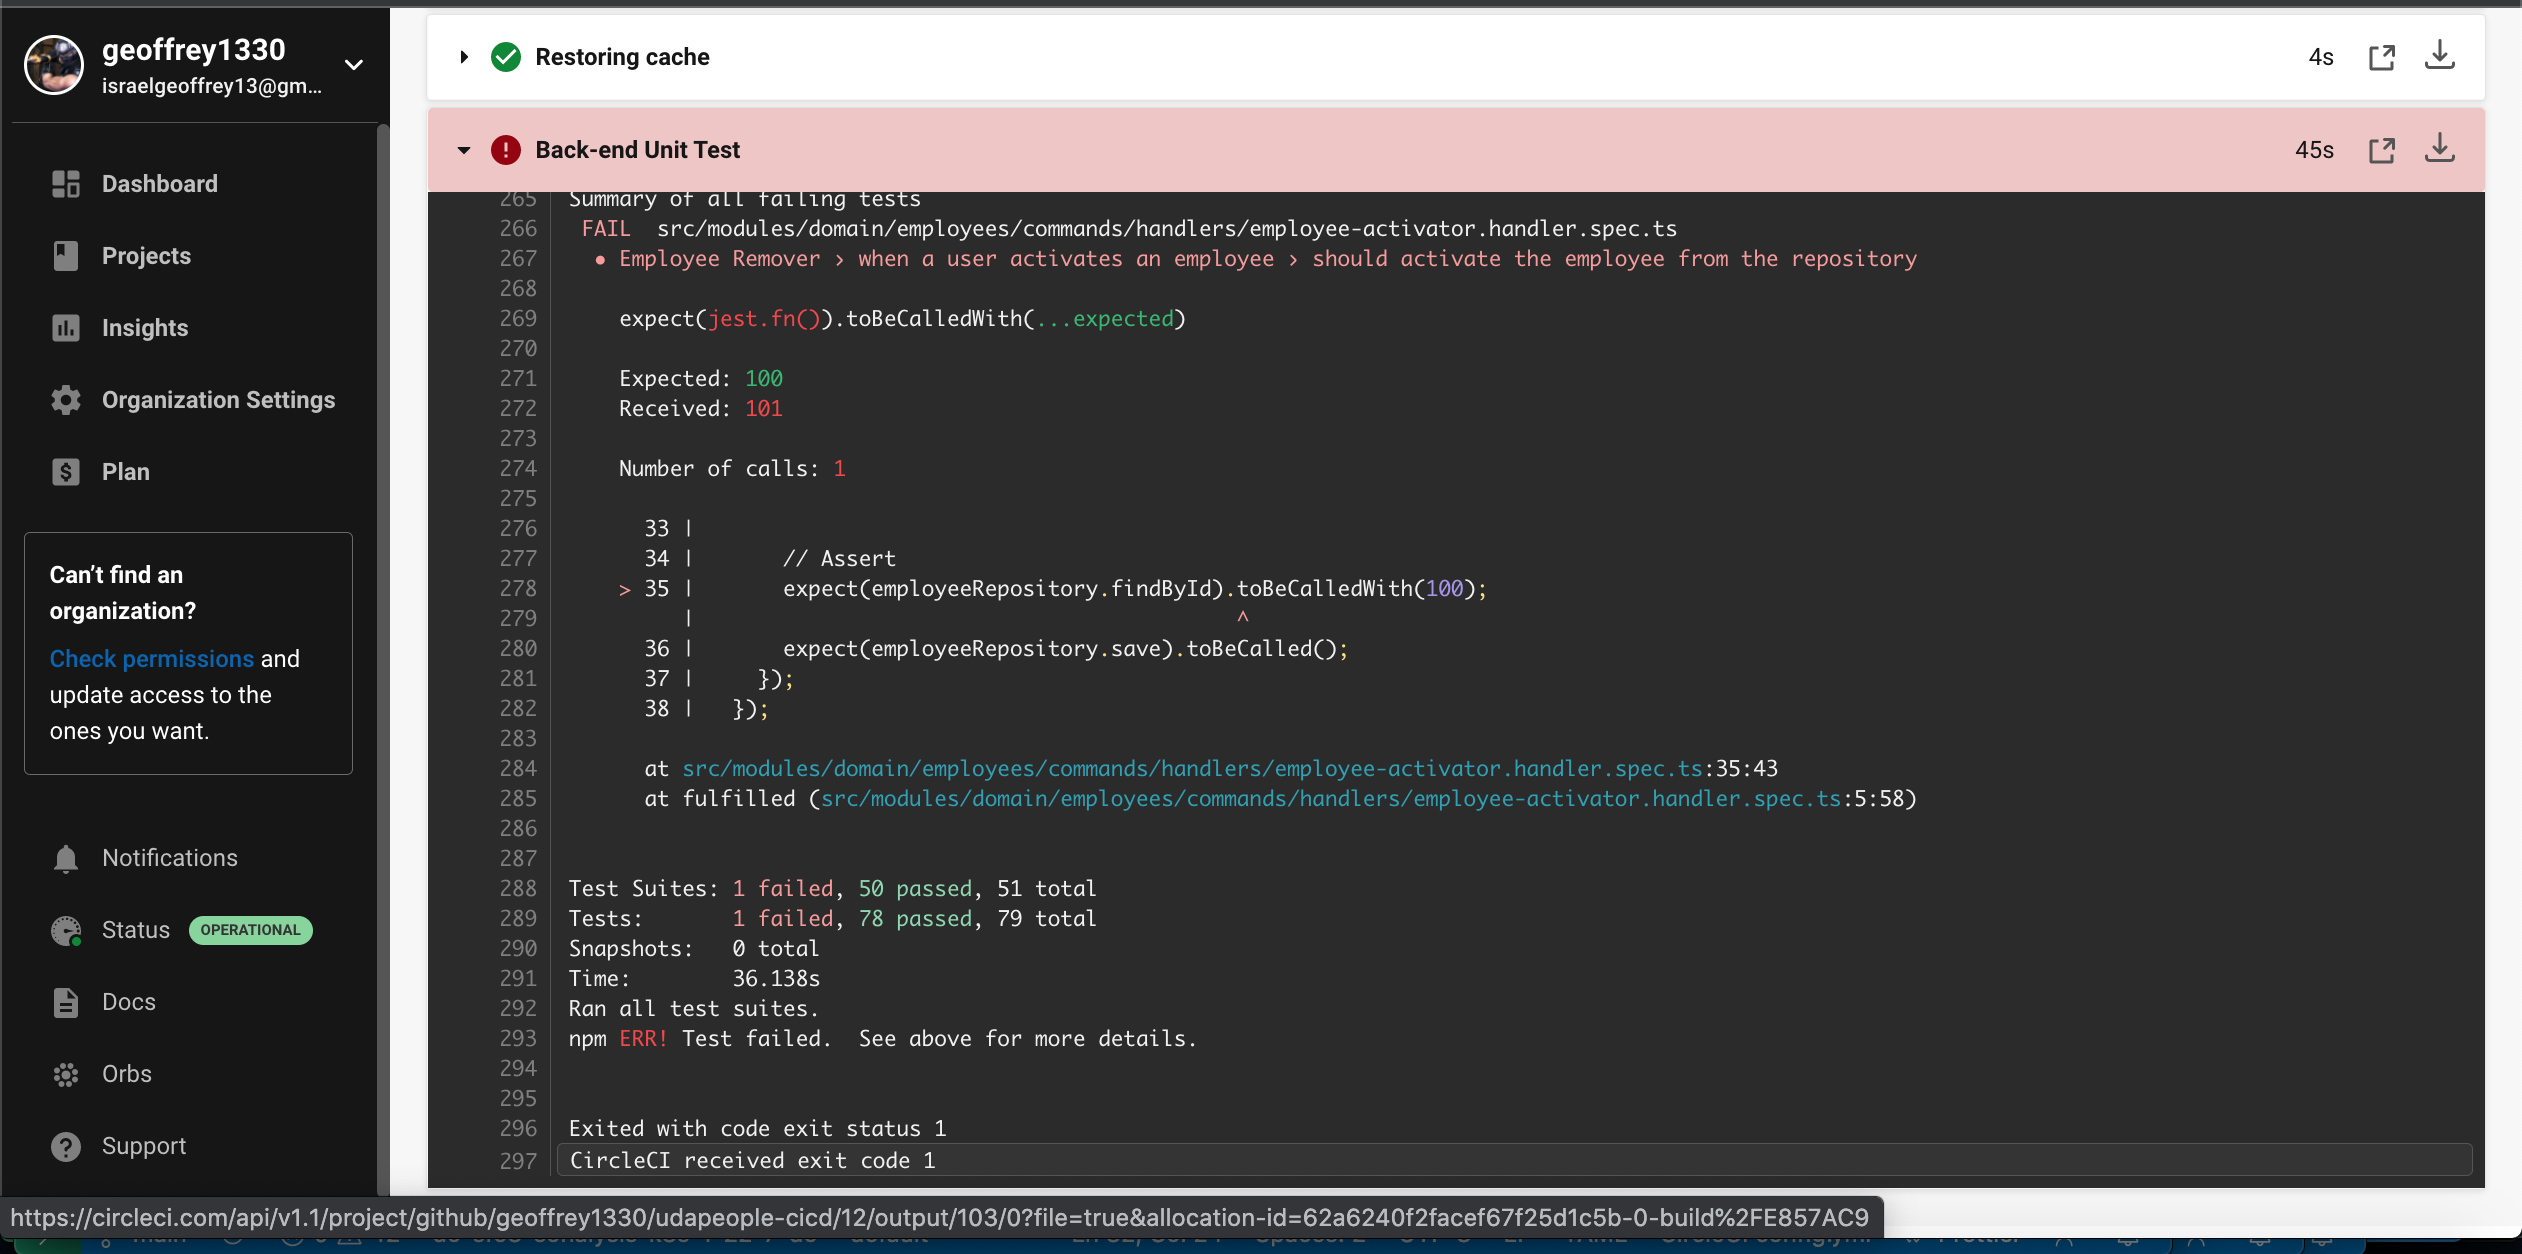 geoffrey1330
israelgeoffrey13@gm...
Dashboard
Projects
Insights
Organization Settings
Plan
Can't find an
organization?
Check permissions and
update access to the
ones you want.
Notifications
Status OPERATIONAL
Docs
Orbs
Support
Restoring cache 4s
Back-end Unit Test 45s
265 Summary of all failing tests
266 FAIL src/modules/domain/employees/commands/handlers/employee-activator.handler.spec.ts
267 ● Employee Remover › when a user activates an employee › should activate the employee from the repository
268
269 expect(jest.fn()).toBeCalledWith(...expected)
270
271 Expected: 100
272 Received: 101
273
274 Number of calls: 1
275
276 33 |
277 34 | // Assert
278 > 35 | expect(employeeRepository.findById).toBeCalledWith(100);
279 | ^
280 36 | expect(employeeRepository.save).toBeCalled();
281 37 | });
282 38 | });
283
284 at src/modules/domain/employees/commands/handlers/employee-activator.handler.spec.ts:35:43
285 at fulfilled (src/modules/domain/employees/commands/handlers/employee-activator.handler.spec.ts:5:58)
286
287
288 Test Suites: 1 failed, 50 passed, 51 total
289 Tests: 1 failed, 78 passed, 79 total
290 Snapshots: 0 total
291 Time: 36.138s
292 Ran all test suites.
293 npm ERR! Test failed. See above for more details.
294
295
296 Exited with code exit status 1
297 CircleCI received exit code 1
https://circleci.com/api/v1.1/project/github/geoffrey1330/udapeople-cicd/12/output/103/0?file=true&allocation-id=62a6240f2facef67f25d1c5b-0-build%2FE857AC9